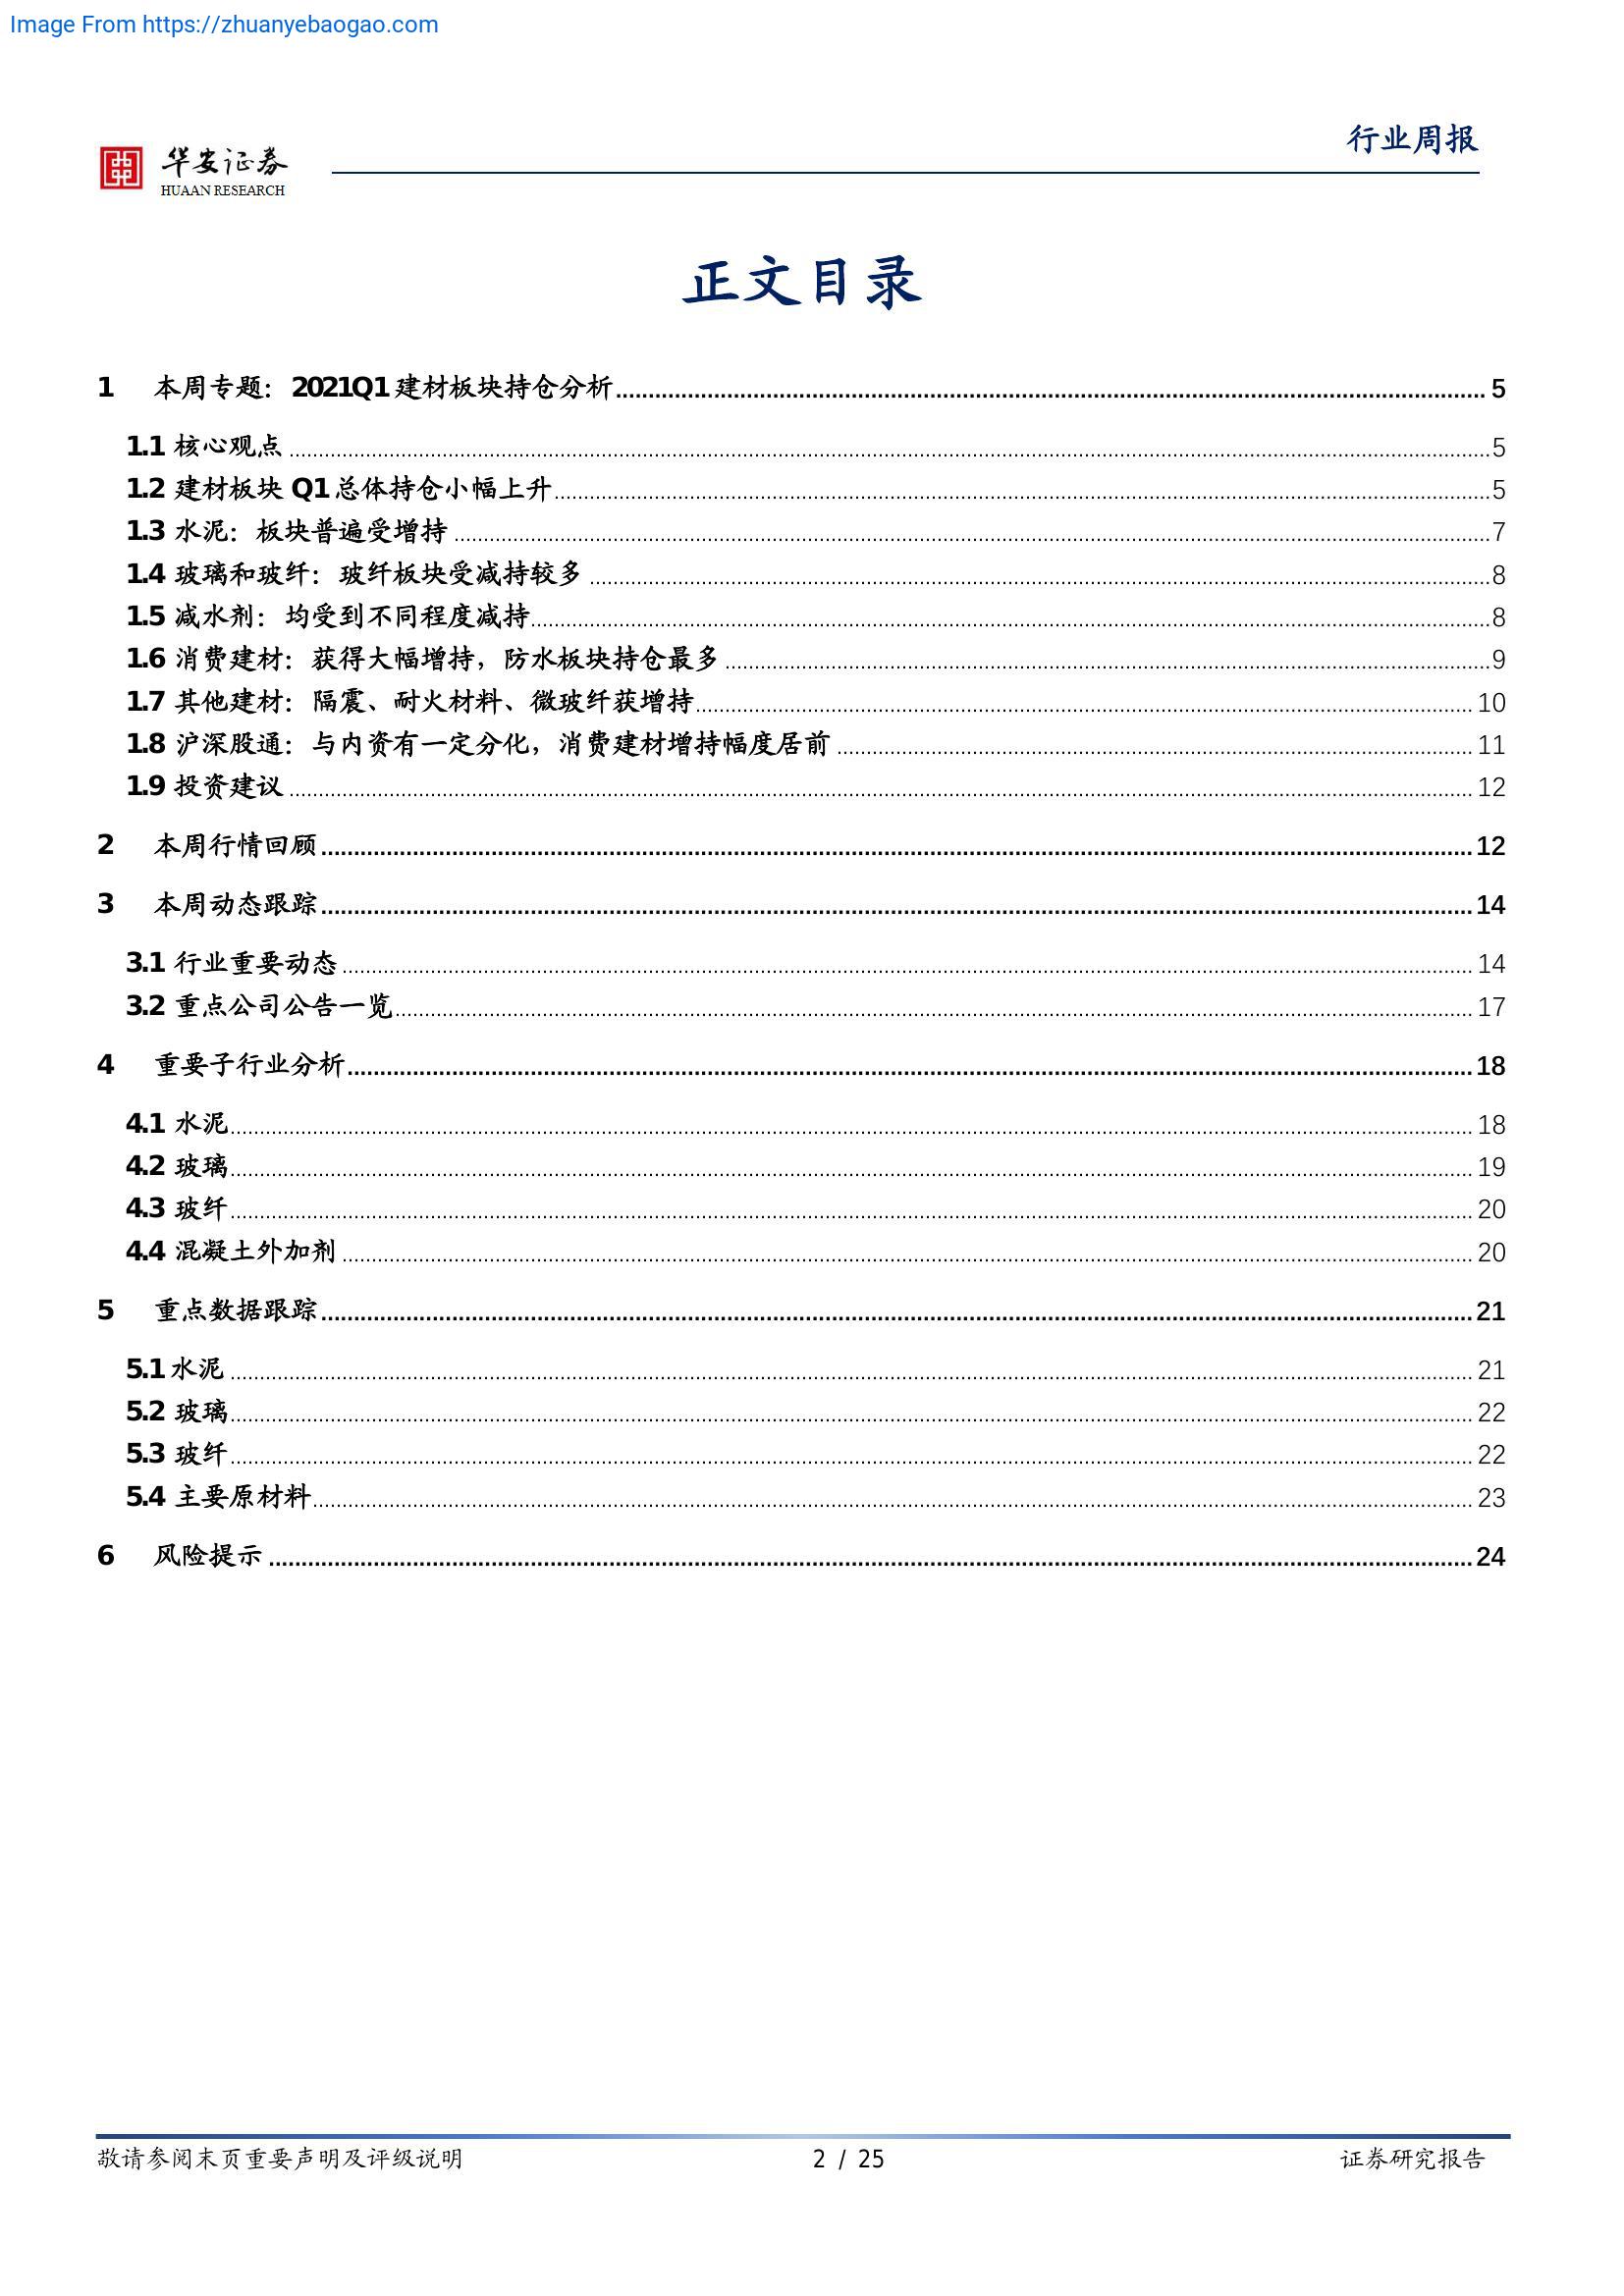 Image From https://zhuanyebaogao.com
行业周报
华安证券
HUAAN RESEARCH
正文目录
1 本周专题：2021Q1 建材板块持仓分析 5
1.1 核心观点 5
1.2 建材板块 Q1 总体持仓小幅上升 5
1.3 水泥：板块普遍受增持 7
1.4 玻璃和玻纤：玻纤板块受减持较多 8
1.5 减水剂：均受到不同程度减持 8
1.6 消费建材：获得大幅增持，防水板块持仓最多 9
1.7 其他建材：隔震、耐火材料、微玻纤获增持 10
1.8 沪深股通：与内资有一定分化，消费建材增持幅度居前 11
1.9 投资建议 12
2 本周行情回顾 12
3 本周动态跟踪 14
3.1 行业重要动态 14
3.2 重点公司公告一览 17
4 重要子行业分析 18
4.1 水泥 18
4.2 玻璃 19
4.3 玻纤 20
4.4 混凝土外加剂 20
5 重点数据跟踪 21
5.1 水泥 21
5.2 玻璃 22
5.3 玻纤 22
5.4 主要原材料 23
6 风险提示 24
敬请参阅末页重要声明及评级说明 2 / 25 证券研究报告